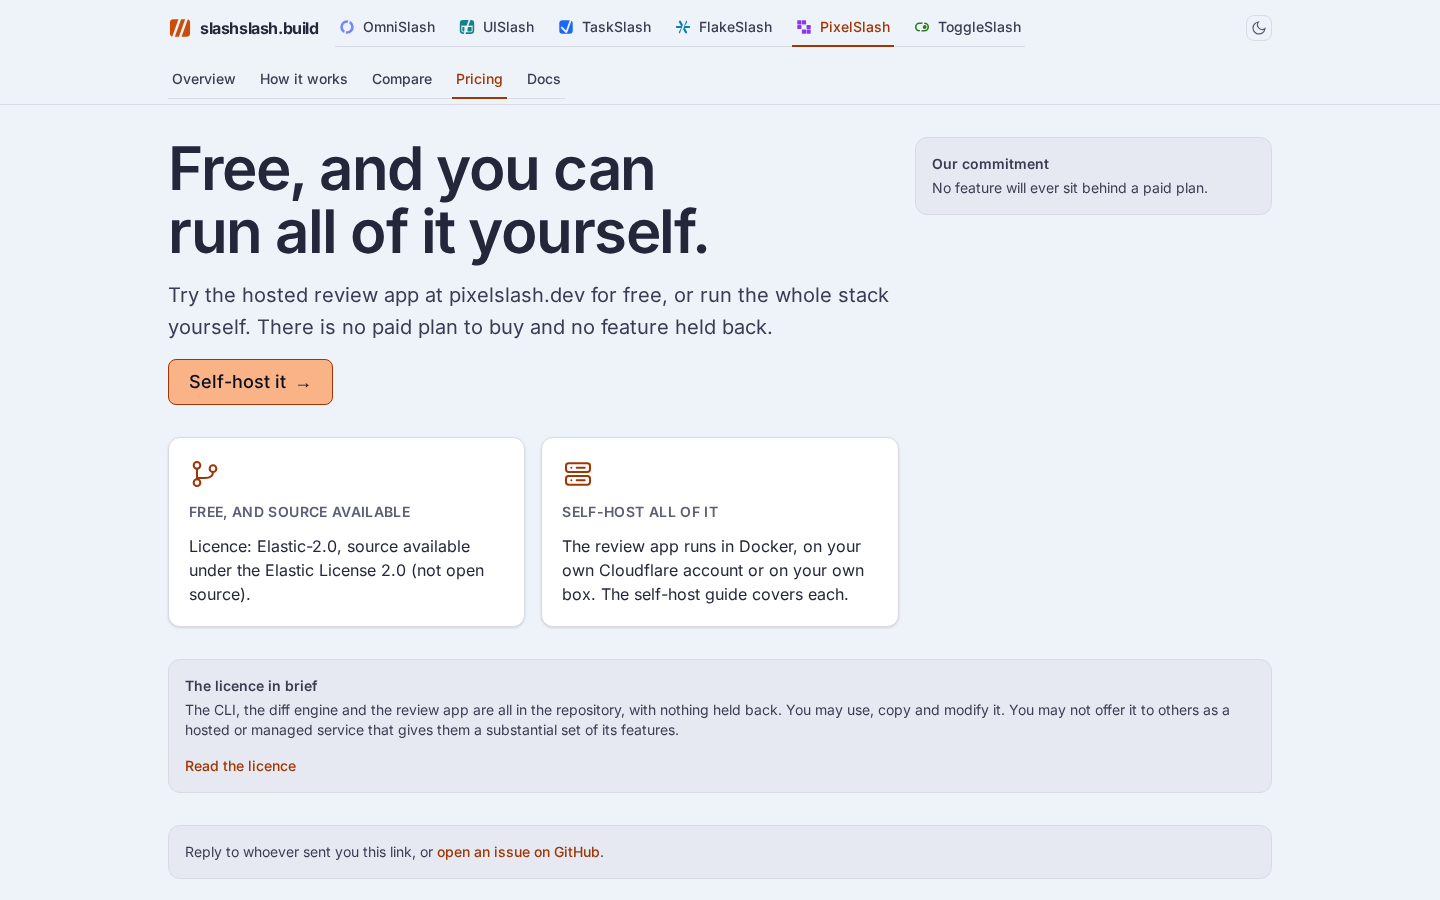 slashslash.build
OmniSlash
UISlash
TaskSlash
FlakeSlash
PixelSlash
ToggleSlash
Overview
How it works
Compare
Pricing
Docs
Free, and you can
run all of it yourself.
Try the hosted review app at pixelslash.dev for free, or run the whole stack
yourself. There is no paid plan to buy and no feature held back.
Self-host it →
Our commitment
No feature will ever sit behind a paid plan.
FREE, AND SOURCE AVAILABLE
Licence: Elastic-2.0, source available
under the Elastic License 2.0 (not open
source).
SELF-HOST ALL OF IT
The review app runs in Docker, on your
own Cloudflare account or on your own
box. The self-host guide covers each.
The licence in brief
The CLI, the diff engine and the review app are all in the repository, with nothing held back. You may use, copy and modify it. You may not offer it to others as a
hosted or managed service that gives them a substantial set of its features.
Read the licence
Reply to whoever sent you this link, or open an issue on GitHub.